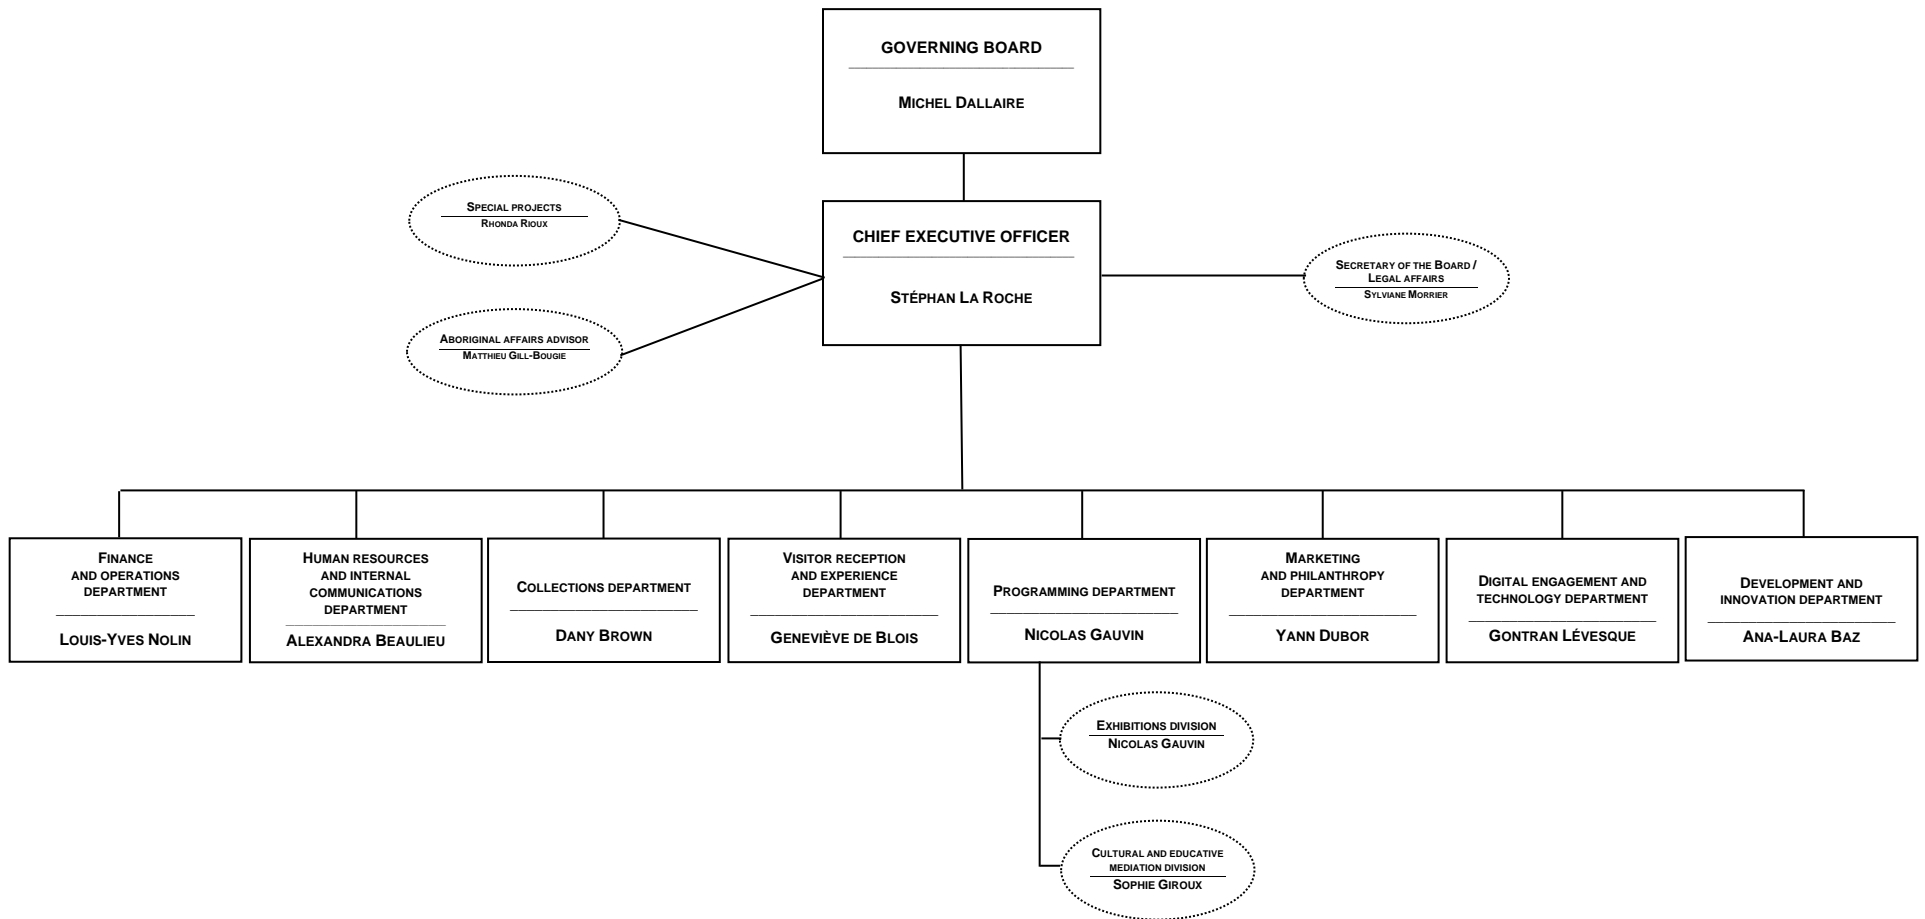 GOVERNING BOARD
MICHEL DALLAIRE
SPECIAL PROJECTS
RHONDA RIOUX
CHIEF EXECUTIVE OFFICER
STÉPHAN LA ROCHE
SECRETARY OF THE BOARD /
LEGAL AFFAIRS
SYLVIANE MORRIER
ABORIGINAL AFFAIRS ADVISOR
MATTHIEU GILL-BOUGIE
FINANCE
AND OPERATIONS
DEPARTMENT
LOUIS-YVES NOLIN
HUMAN RESOURCES
AND INTERNAL
COMMUNICATIONS
DEPARTMENT
ALEXANDRA BEAULIEU
COLLECTIONS DEPARTMENT
DANY BROWN
VISITOR RECEPTION
AND EXPERIENCE
DEPARTMENT
GENEVIÈVE DE BLOIS
PROGRAMMING DEPARTMENT
NICOLAS GAUVIN
MARKETING
AND PHILANTHROPY
DEPARTMENT
YANN DUBOR
DIGITAL ENGAGEMENT AND
TECHNOLOGY DEPARTMENT
GONTRAN LÉVESQUE
DEVELOPMENT AND
INNOVATION DEPARTMENT
ANA-LAURA BAZ
EXHIBITIONS DIVISION
NICOLAS GAUVIN
CULTURAL AND EDUCATIVE
MEDIATION DIVISION
SOPHIE GIROUX